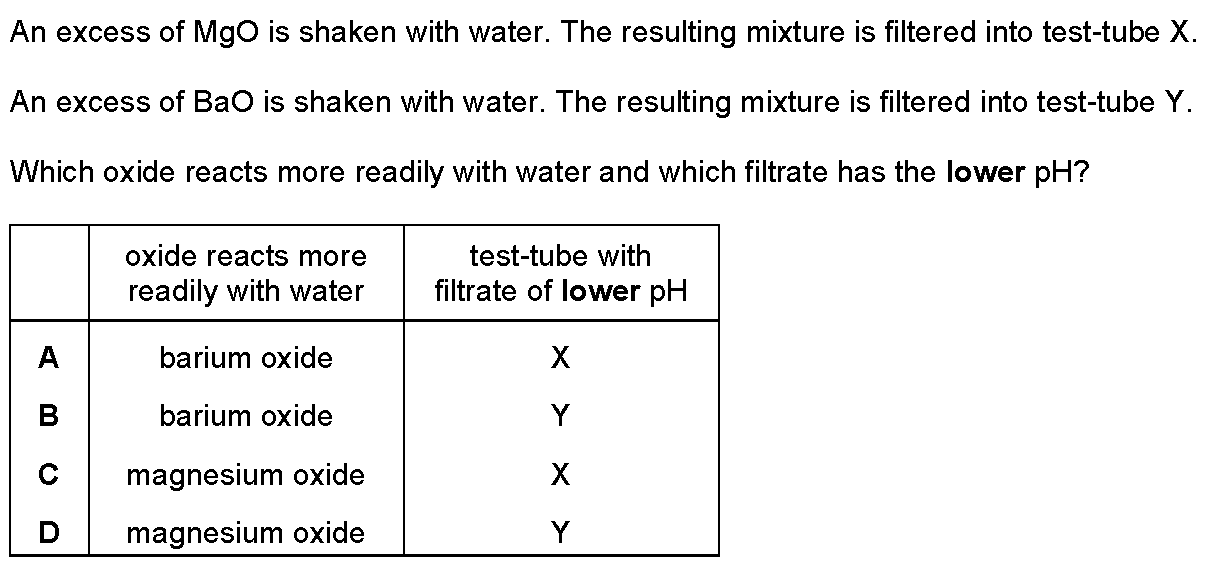 An excess of MgO is shaken with water. The resulting mixture is filtered into test-tube X.
An excess of BaO is shaken with water. The resulting mixture is filtered into test-tube Y.
Which oxide reacts more readily with water and which filtrate has the lower pH?
oxide reacts more readily with water
test-tube with filtrate of lower pH
A barium oxide X
B barium oxide Y
C magnesium oxide X
D magnesium oxide Y